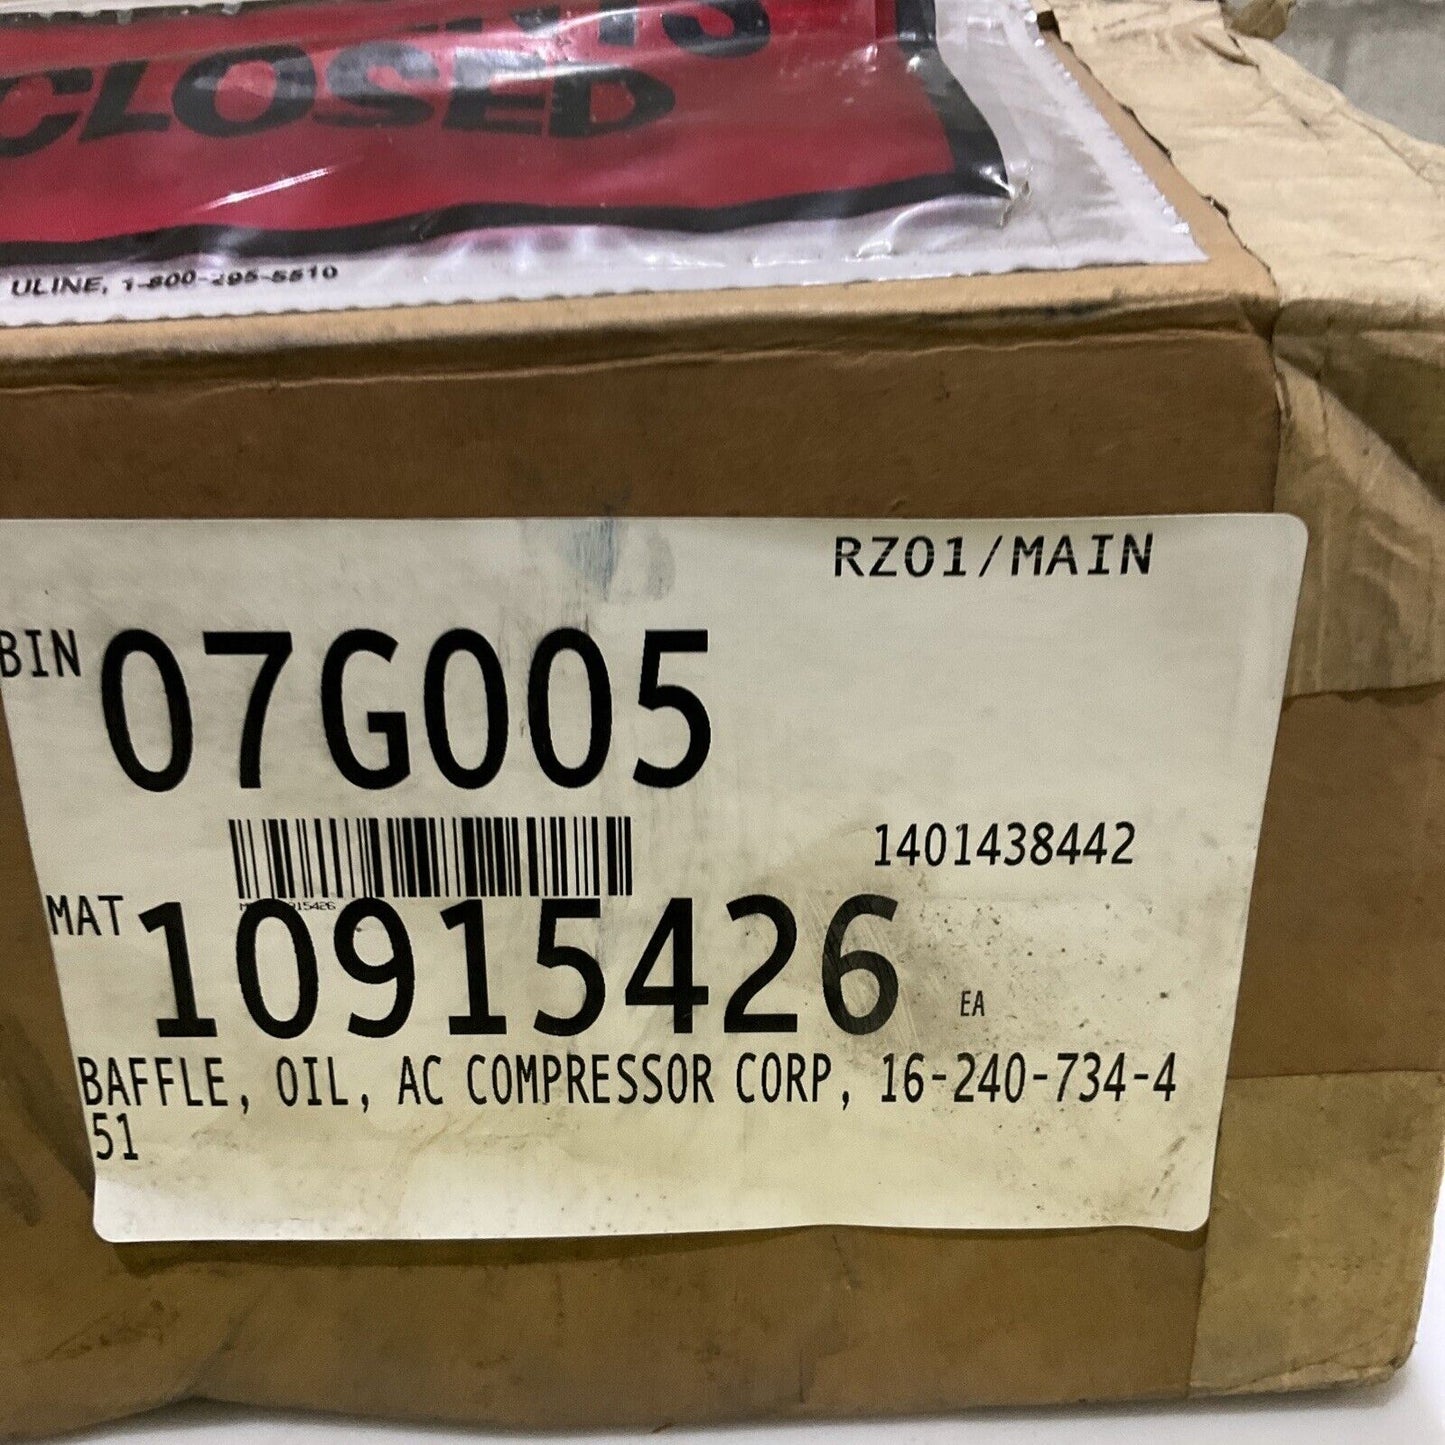 CLOSED
ULINE, 1-800-295-5510
RZ01/MAIN
BIN 07G005
1401438442
MAT 10915426 EA
BAFFLE, OIL, AC COMPRESSOR CORP, 16-240-734-4
51